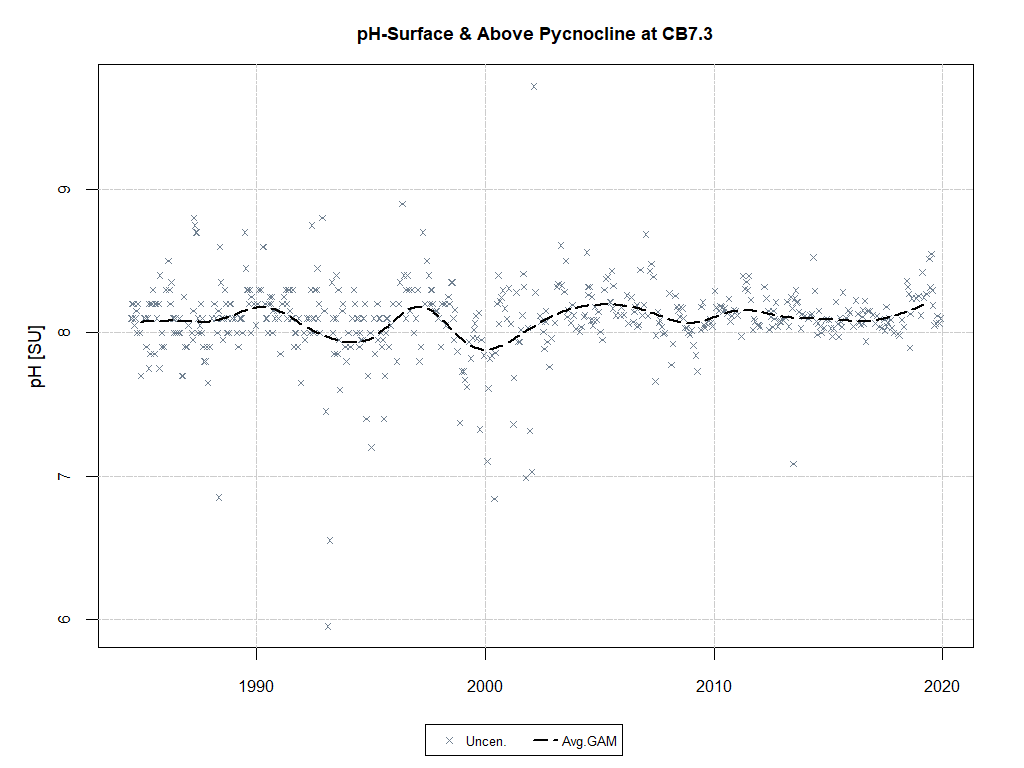 pH-Surface & Above Pycnocline at CB7.3
pH [SU]
9
8
7
6
1990 2000 2010 2020
Uncen. Avg.GAM